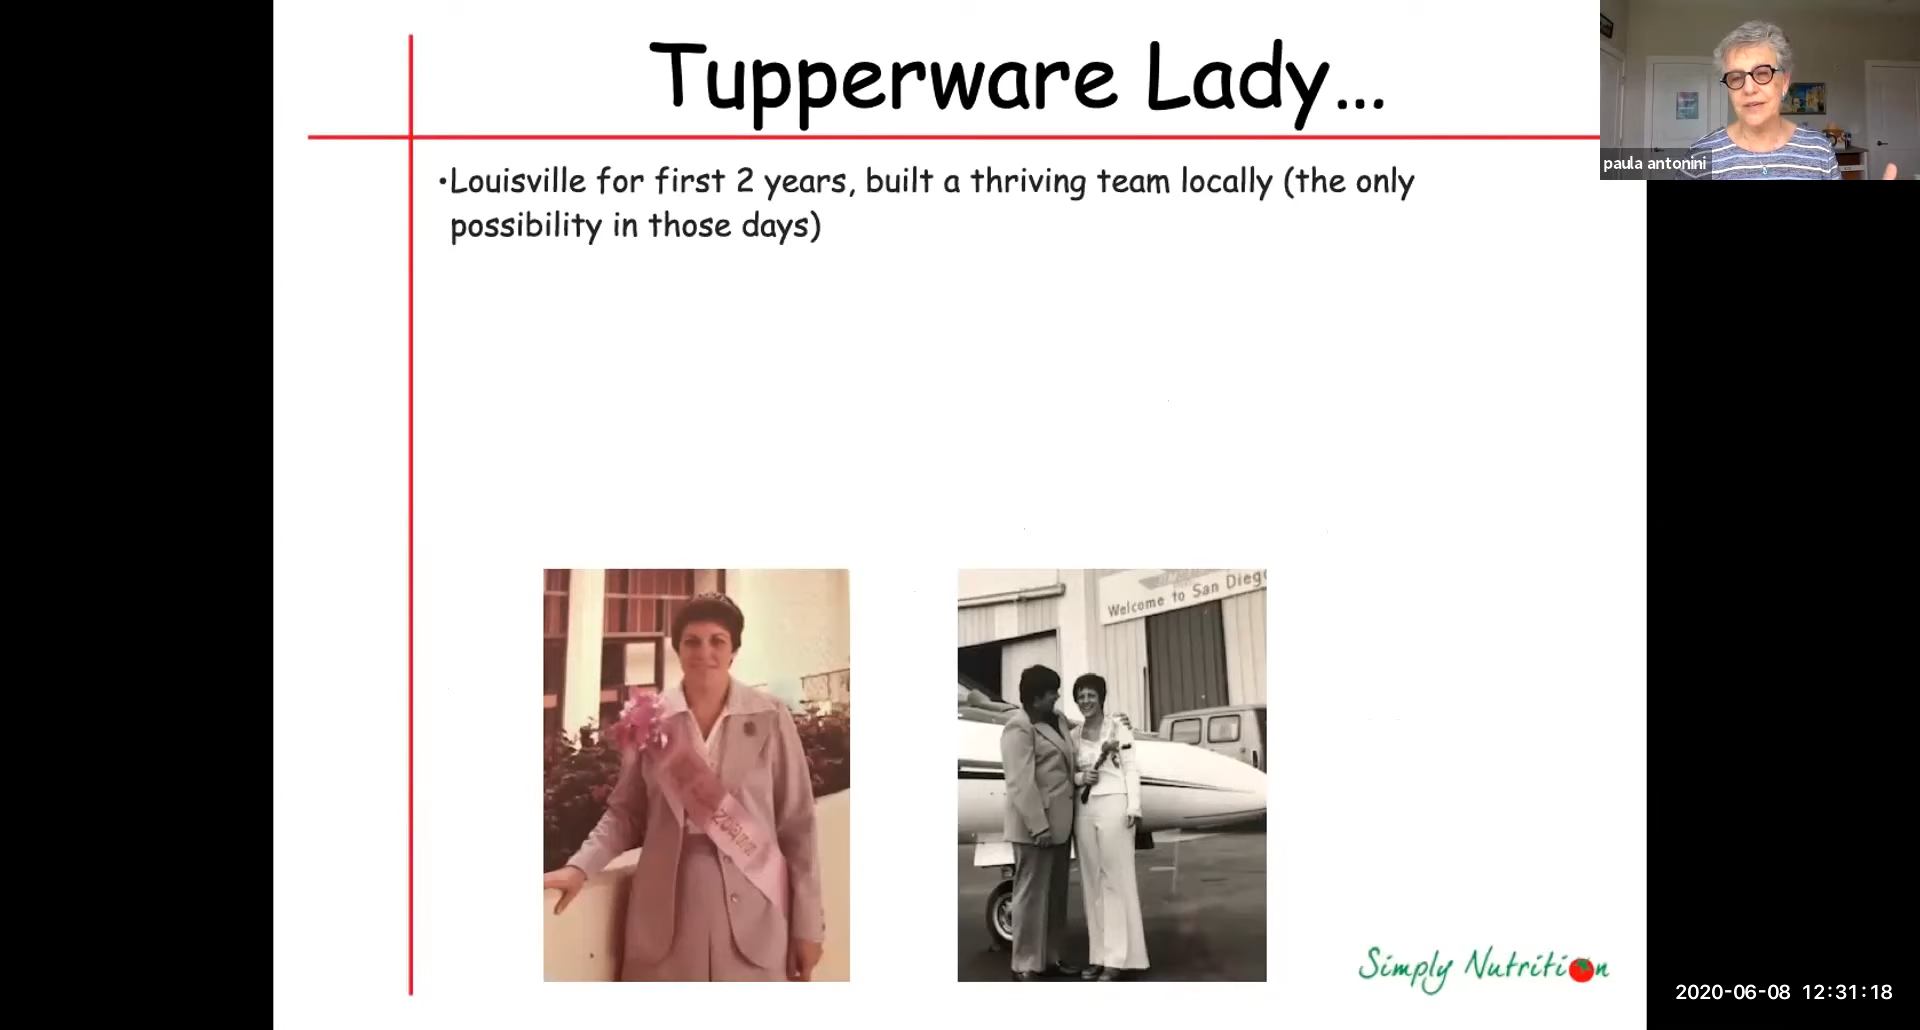 Tupperware Lady...
paula antonini
•Louisville for first 2 years, built a thriving team locally (the only
possibility in those days)
Welcome to San Diego
Simply Nutrition
2020-06-08 12:31:18